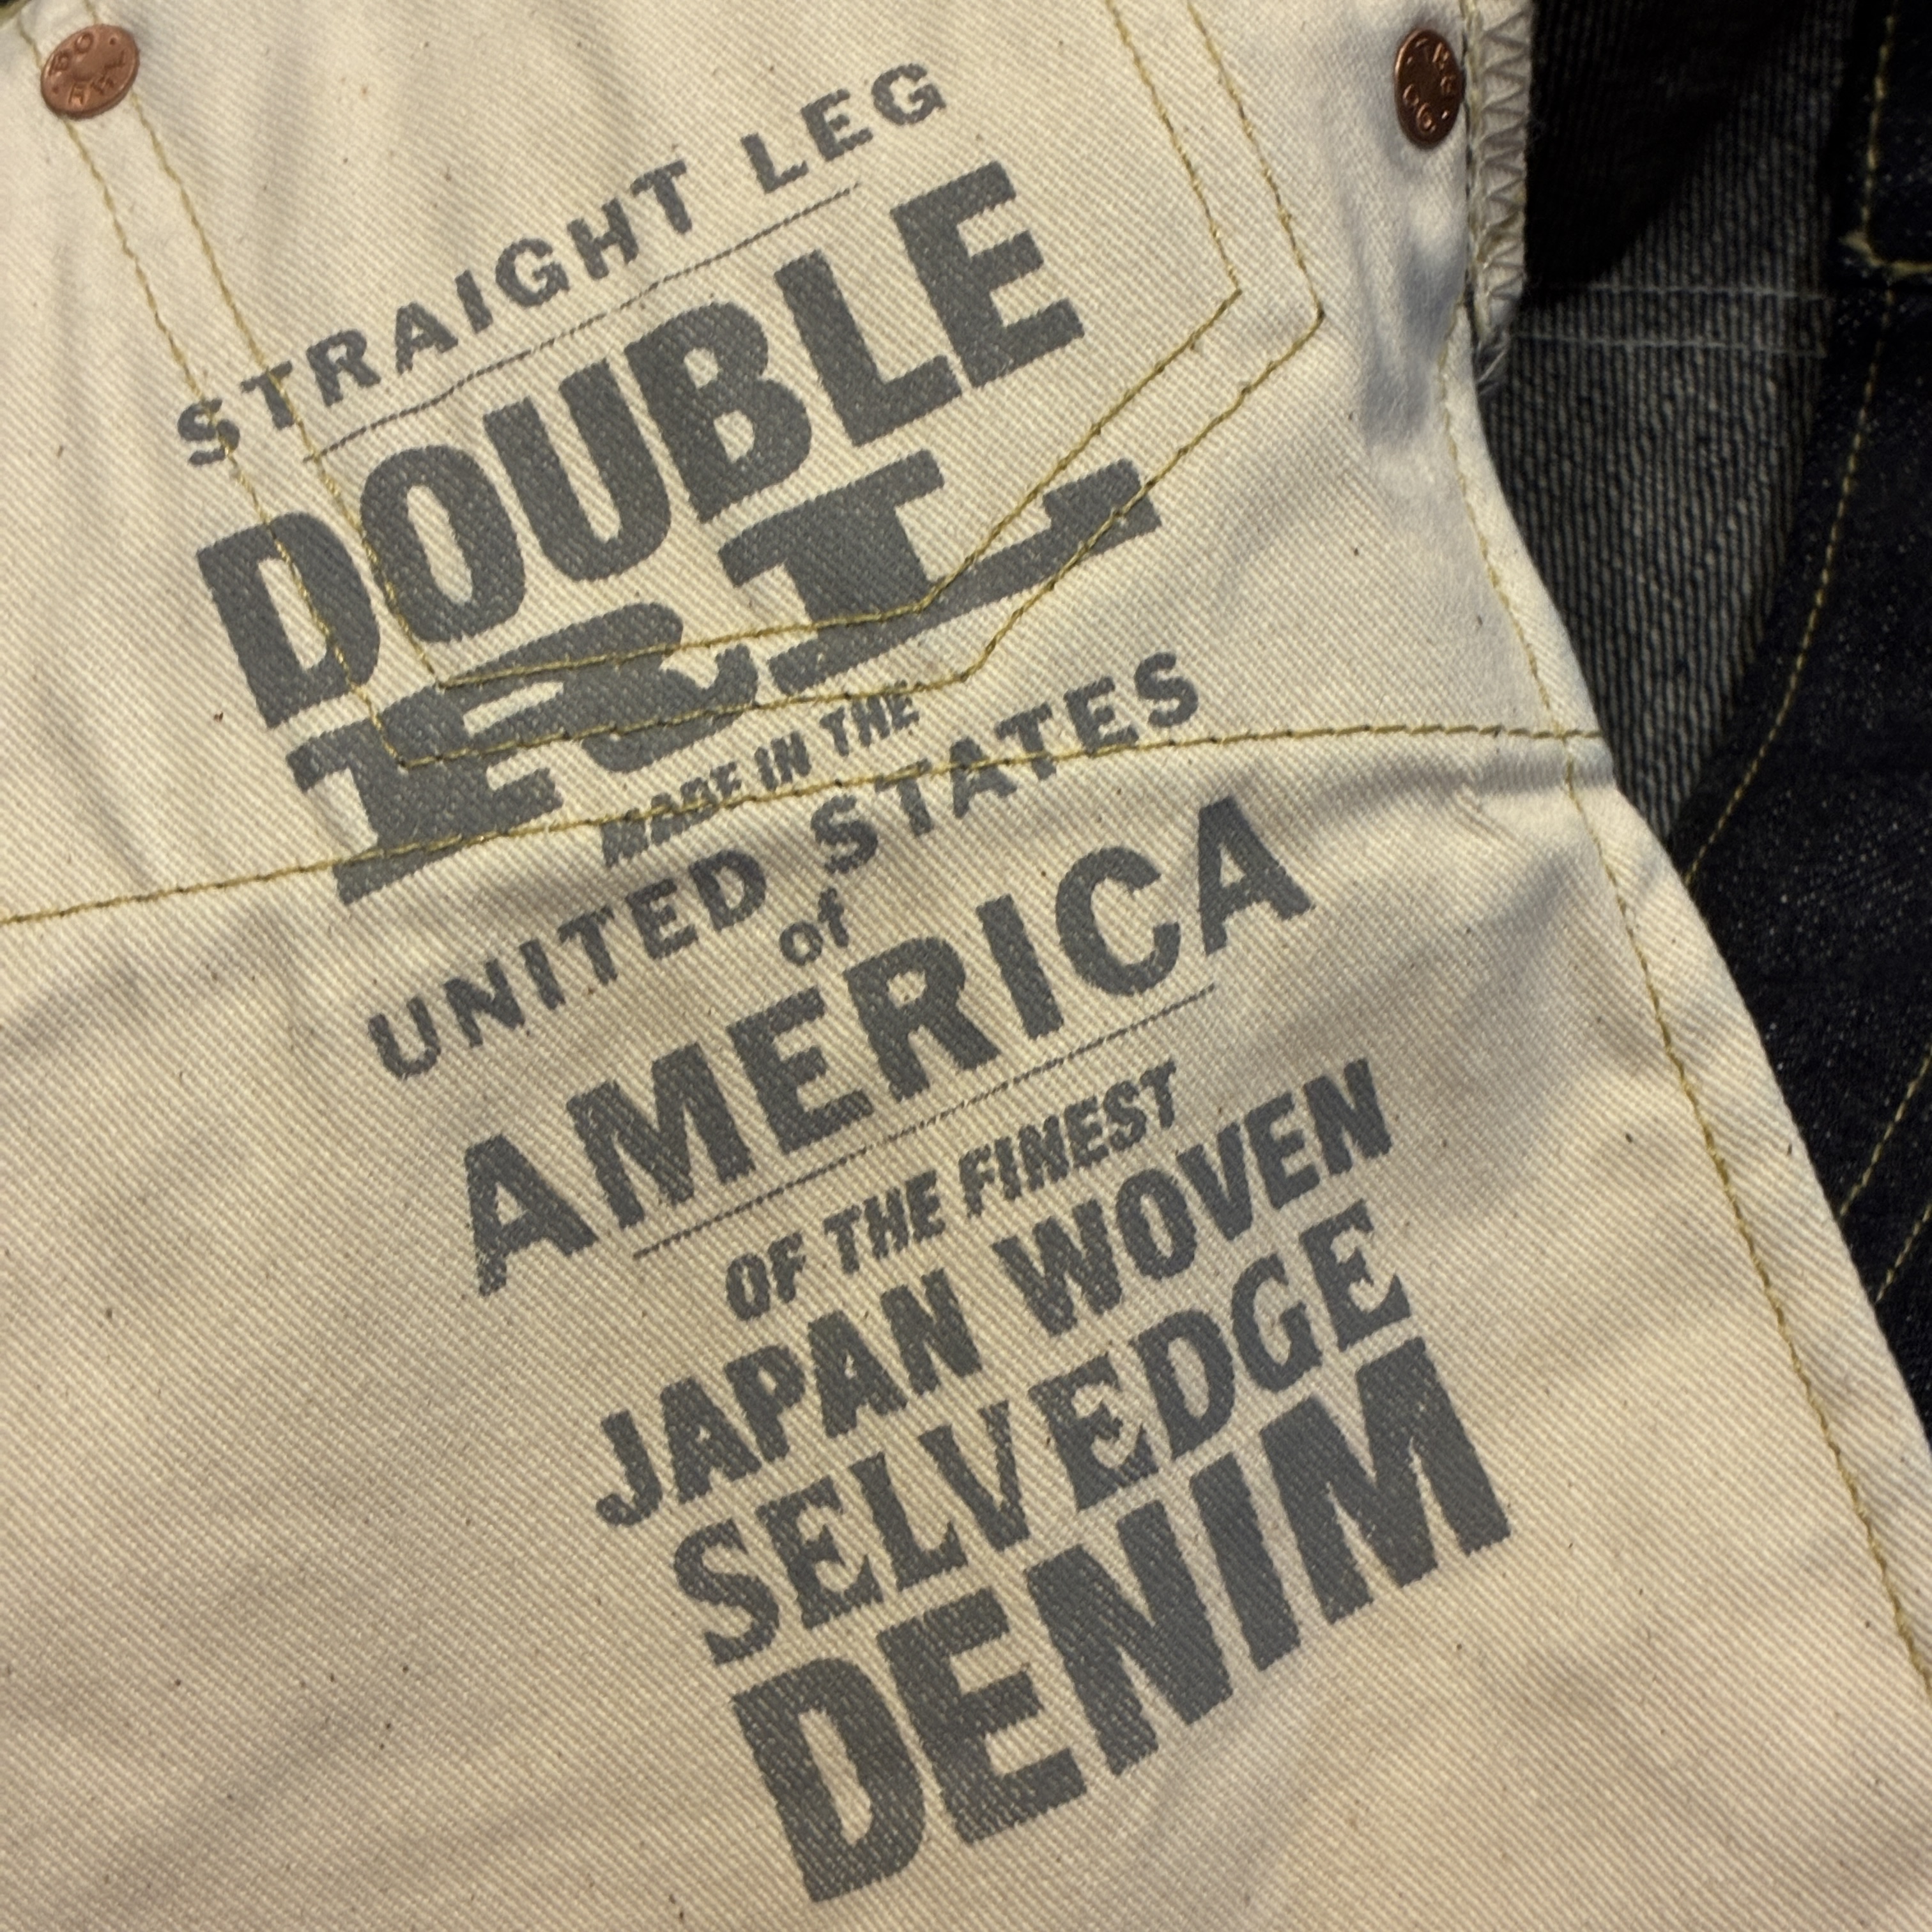 STRAIGHT LEG
DOUBLE
RL
MADE IN THE
UNITED STATES
of
AMERICA
OF THE FINEST
JAPAN WOVEN
SELVEDGE
DENIM